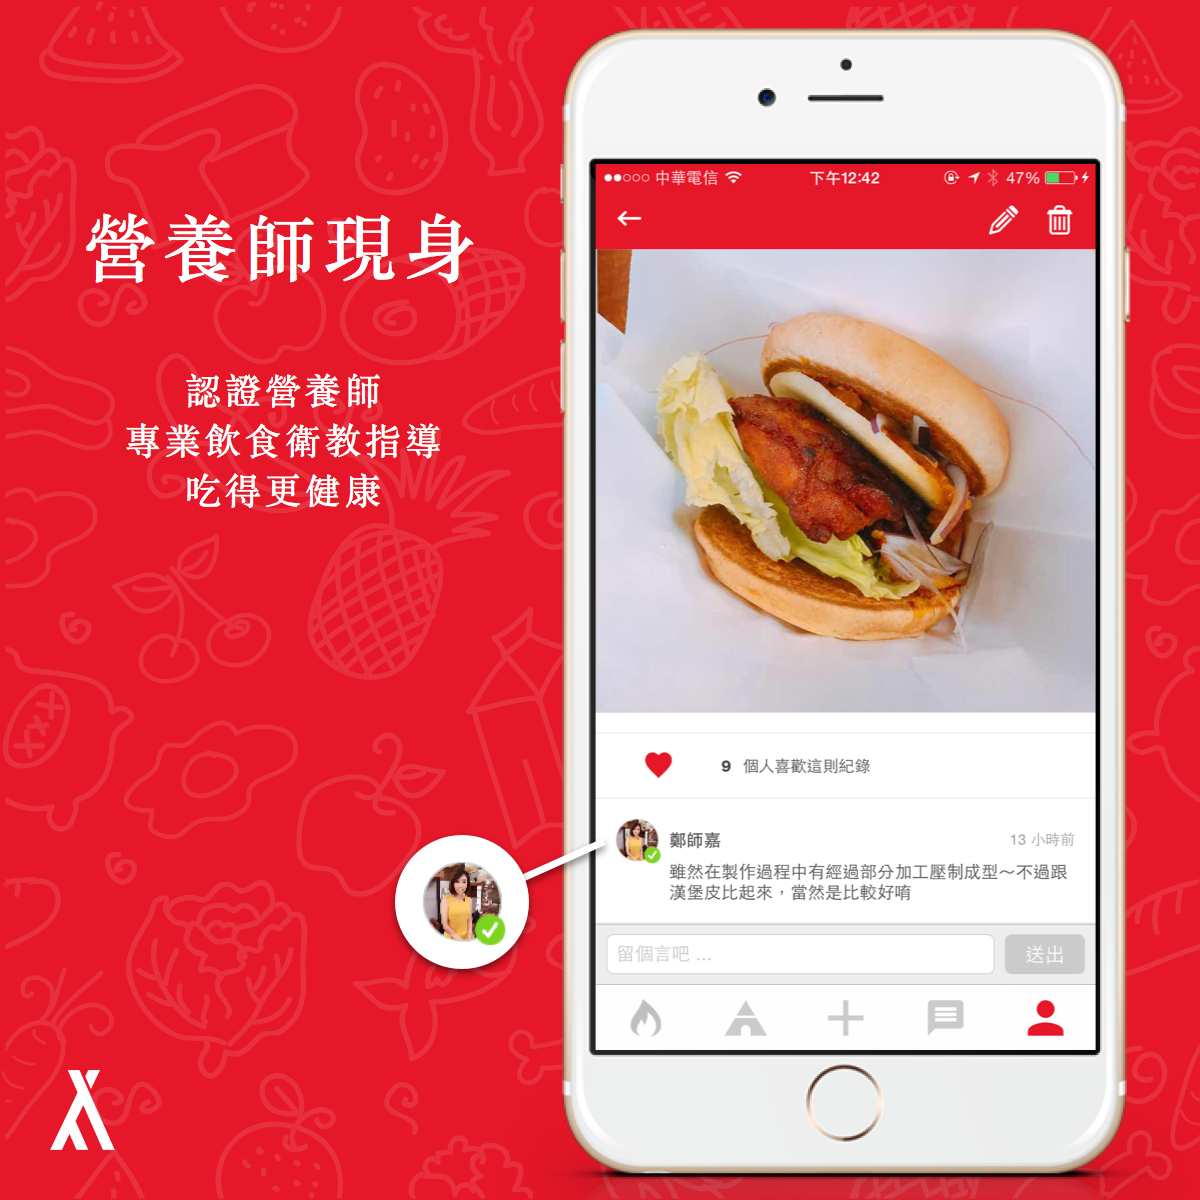 營養師現身
認證營養師
專業飲食衛教指導
吃得更健康
中華電信
下午12:42
47%
9 個人喜歡這則紀錄
鄭師嘉
13 小時前
雖然在製作過程中有經過部分加工壓制成型～不過跟
漢堡皮比起來，當然是比較好唷
留個言吧 ...
送出